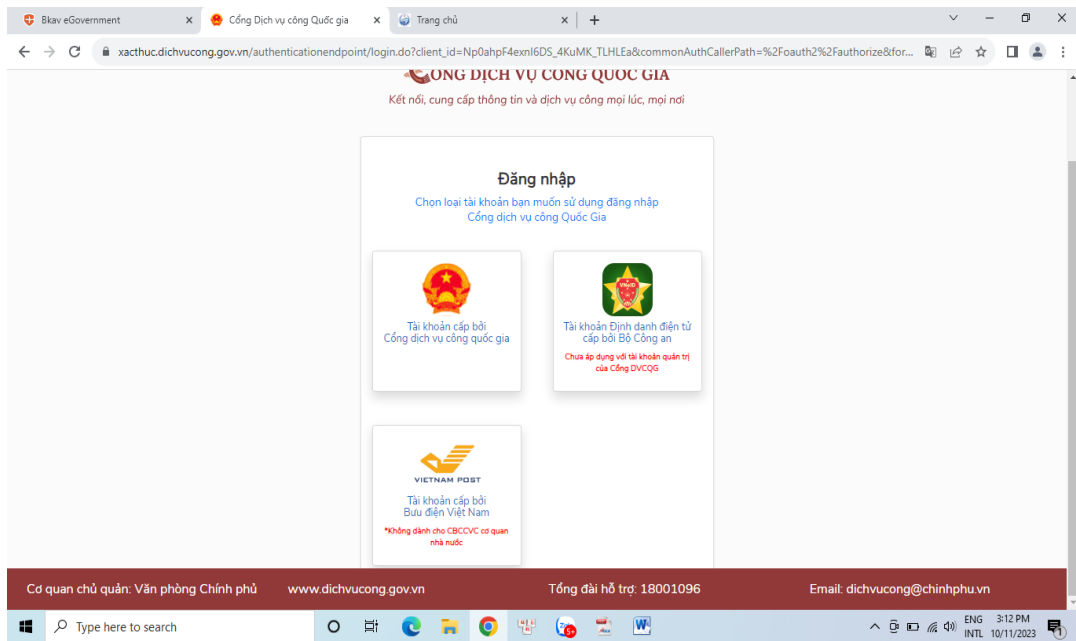 Bkav eGovernment
Cổng Dịch vụ công Quốc gia
Trang chủ
xacthuc.dichvucong.gov.vn/authenticationendpoint/login.do?client_id=Np0ahpF4exnI6DS_4KuMK_TLHLEa&commonAuthCallerPath=%2Foauth2%2Fauthorize&for...
CỔNG DỊCH VỤ CÔNG QUỐC GIA
Kết nối, cung cấp thông tin và dịch vụ công mọi lúc, mọi nơi
Đăng nhập
Chọn loại tài khoản bạn muốn sử dụng đăng nhập
Cổng dịch vụ công Quốc Gia
Tài khoản cấp bởi
Cổng dịch vụ công quốc gia
VNeID
Tài khoản Định danh điện tử
cấp bởi Bộ Công an
Chưa áp dụng với tài khoản quản trị
của Cổng DVCQG
VIETNAM POST
Tài khoản cấp bởi
Bưu điện Việt Nam
*Không dành cho CBCCVC cơ quan
nhà nước
Cơ quan chủ quản: Văn phòng Chính phủ www.dichvucong.gov.vn Tổng đài hỗ trợ: 18001096 Email: dichvucong@chinhphu.vn
Type here to search
Zalo
5+
W
ENG
INTL
3:12 PM
10/11/2023
1